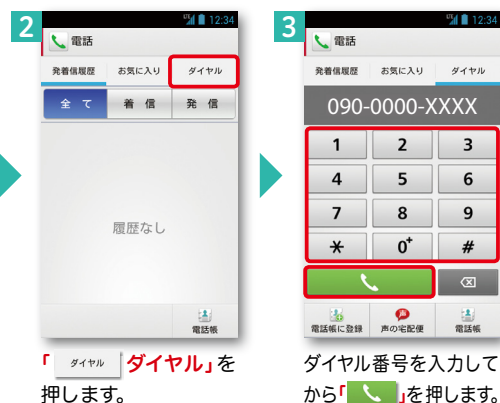 2
12:34
電話
発着信履歴 お気に入り ダイヤル
全て 着信 発信
履歴なし
電話帳
「ダイヤル ダイヤル」を
押します。
3
12:34
電話
発着信履歴 お気に入り ダイヤル
090-0000-XXXX
1 2 3
4 5 6
7 8 9
* 0+ #
電話帳に登録 声の宅配便 電話帳
ダイヤル番号を入力して
から「 」を押します。